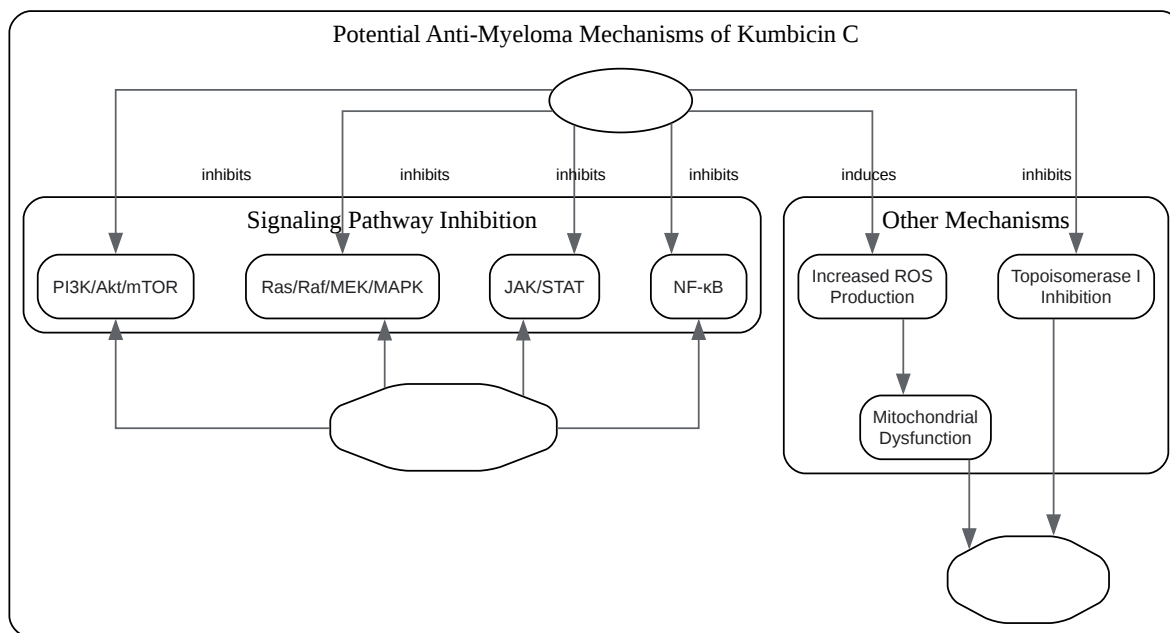 Potential Anti-Myeloma Mechanisms of Kumbicin C
inhibits
inhibits
inhibits
inhibits
induces
inhibits
Signaling Pathway Inhibition
Other Mechanisms
PI3K/Akt/mTOR
Ras/Raf/MEK/MAPK
JAK/STAT
NF-κB
Increased ROS
Production
Topoisomerase I
Inhibition
Mitochondrial
Dysfunction